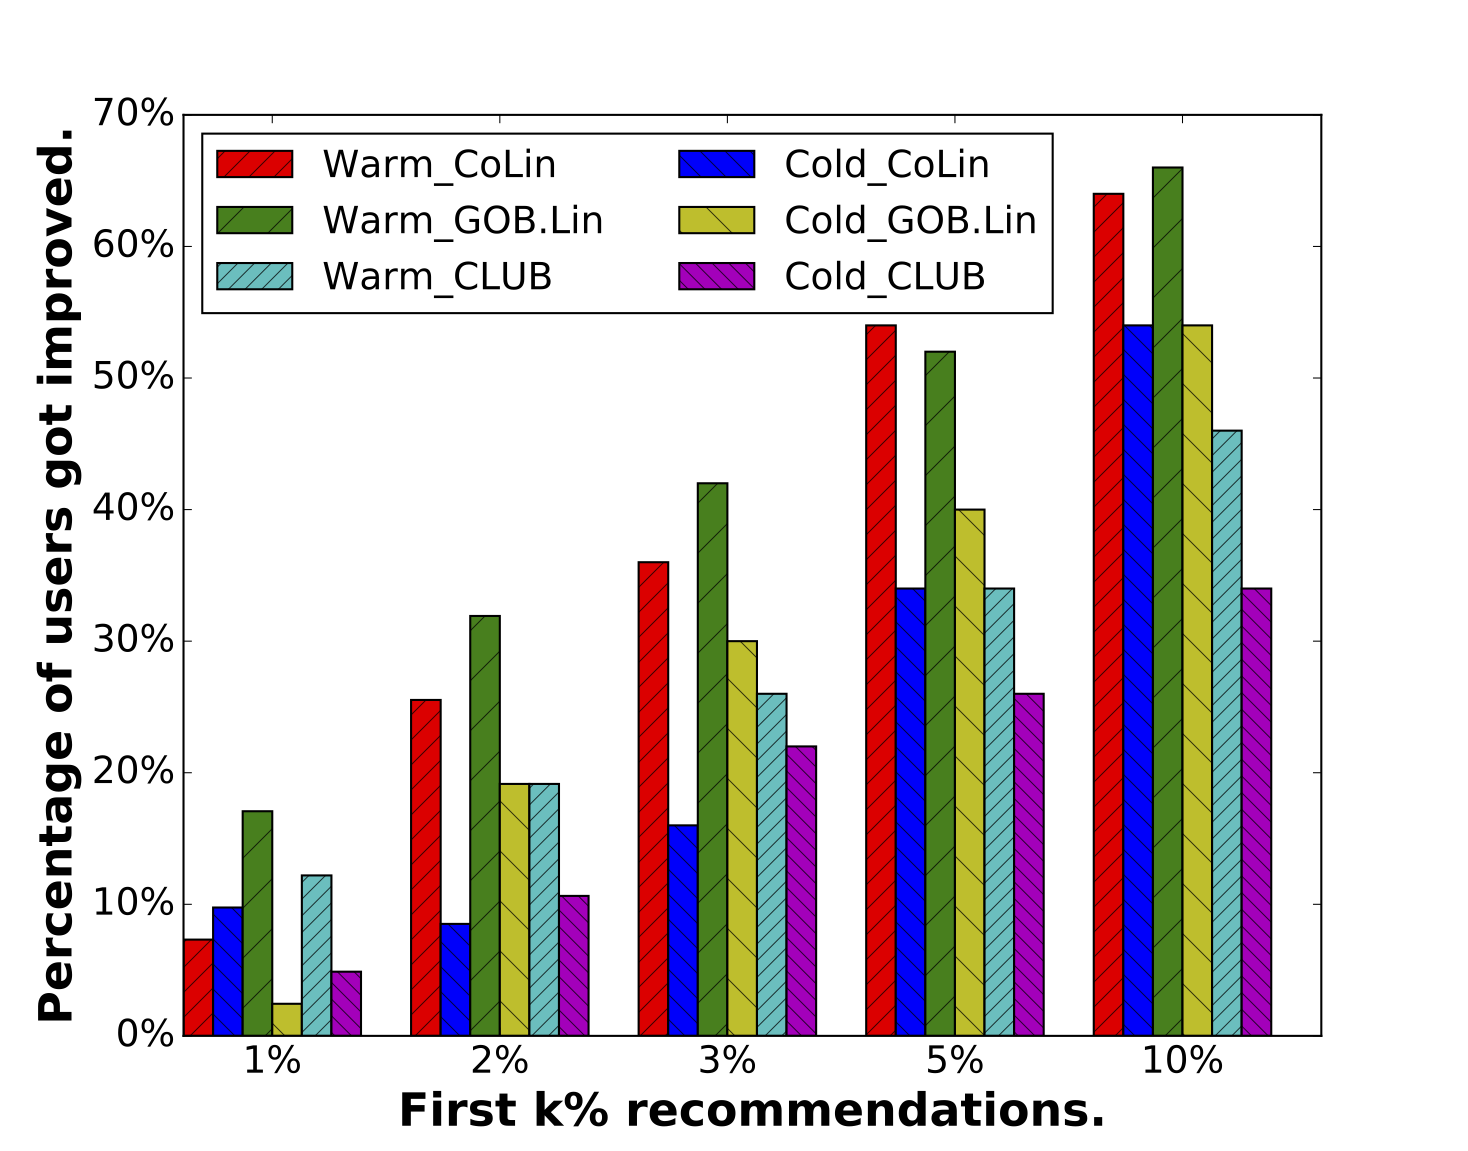 70%
60%
50%
40%
30%
20%
10%
0%
Percentage of users got improved.
Warm_CoLin
Warm_GOB.Lin
Warm_CLUB
Cold_CoLin
Cold_GOB.Lin
Cold_CLUB
1% 2% 3% 5% 10%
First k% recommendations.